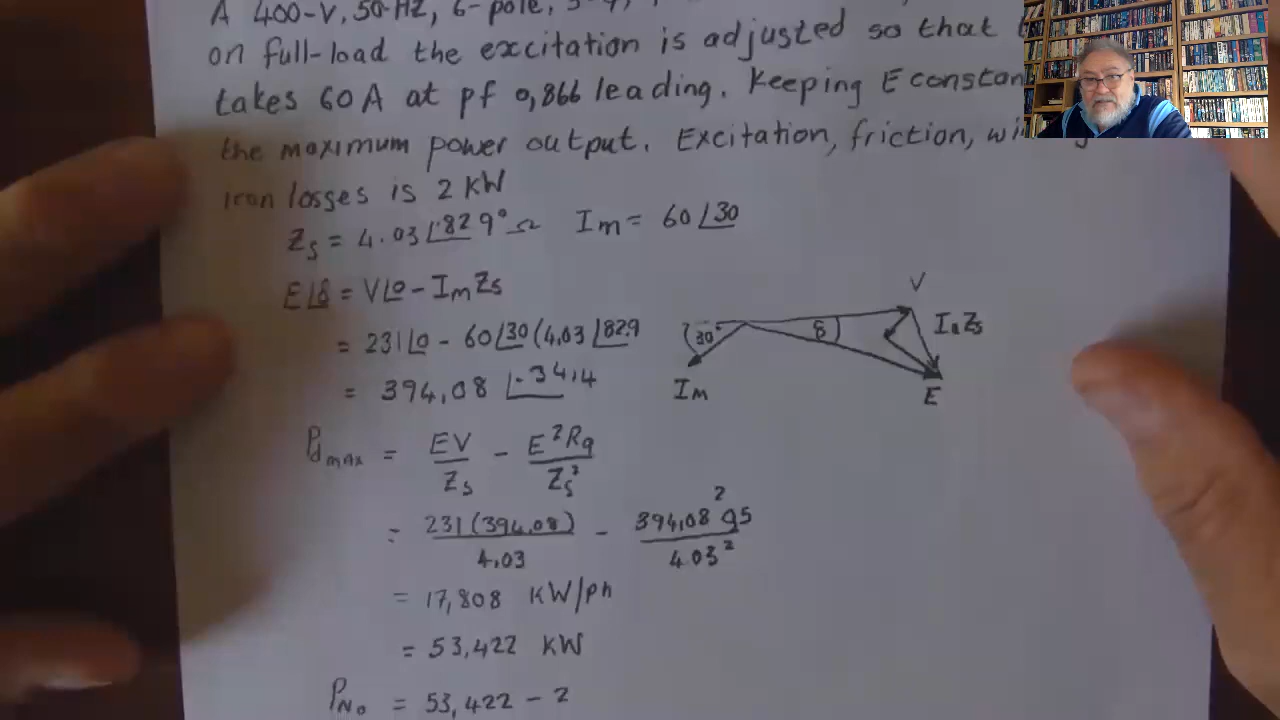 A 400-V, 50-HZ, 6-pole, 3-φ,
on full-load the excitation is adjusted so that
takes 60 A at pf 0,866 leading. Keeping E constan
the maximum power output. Excitation, friction,
iron losses is 2 KW
Zs = 4.03∠82.9° Ω Im = 60∠30
E∠δ = V∠0 - ImZs
= 231∠0 - 60∠30(4,03∠82.9
= 394,08 ∠-34,4
V
IaZs
δ
30°
Im
E
Pd max = EV/Zs - E²Ra/Zs²
= 231(394,08)/4,03 - 394,08² 0,5/4.03²
= 17,808 KW/ph
= 53,422 KW
PNo = 53,422 - 2